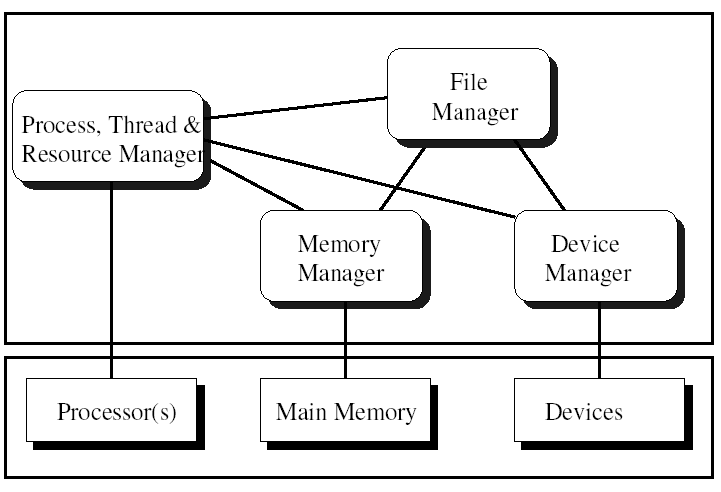 File
Manager
Process, Thread &
Resource Manager
Memory
Manager
Device
Manager
Processor(s)
Main Memory
Devices